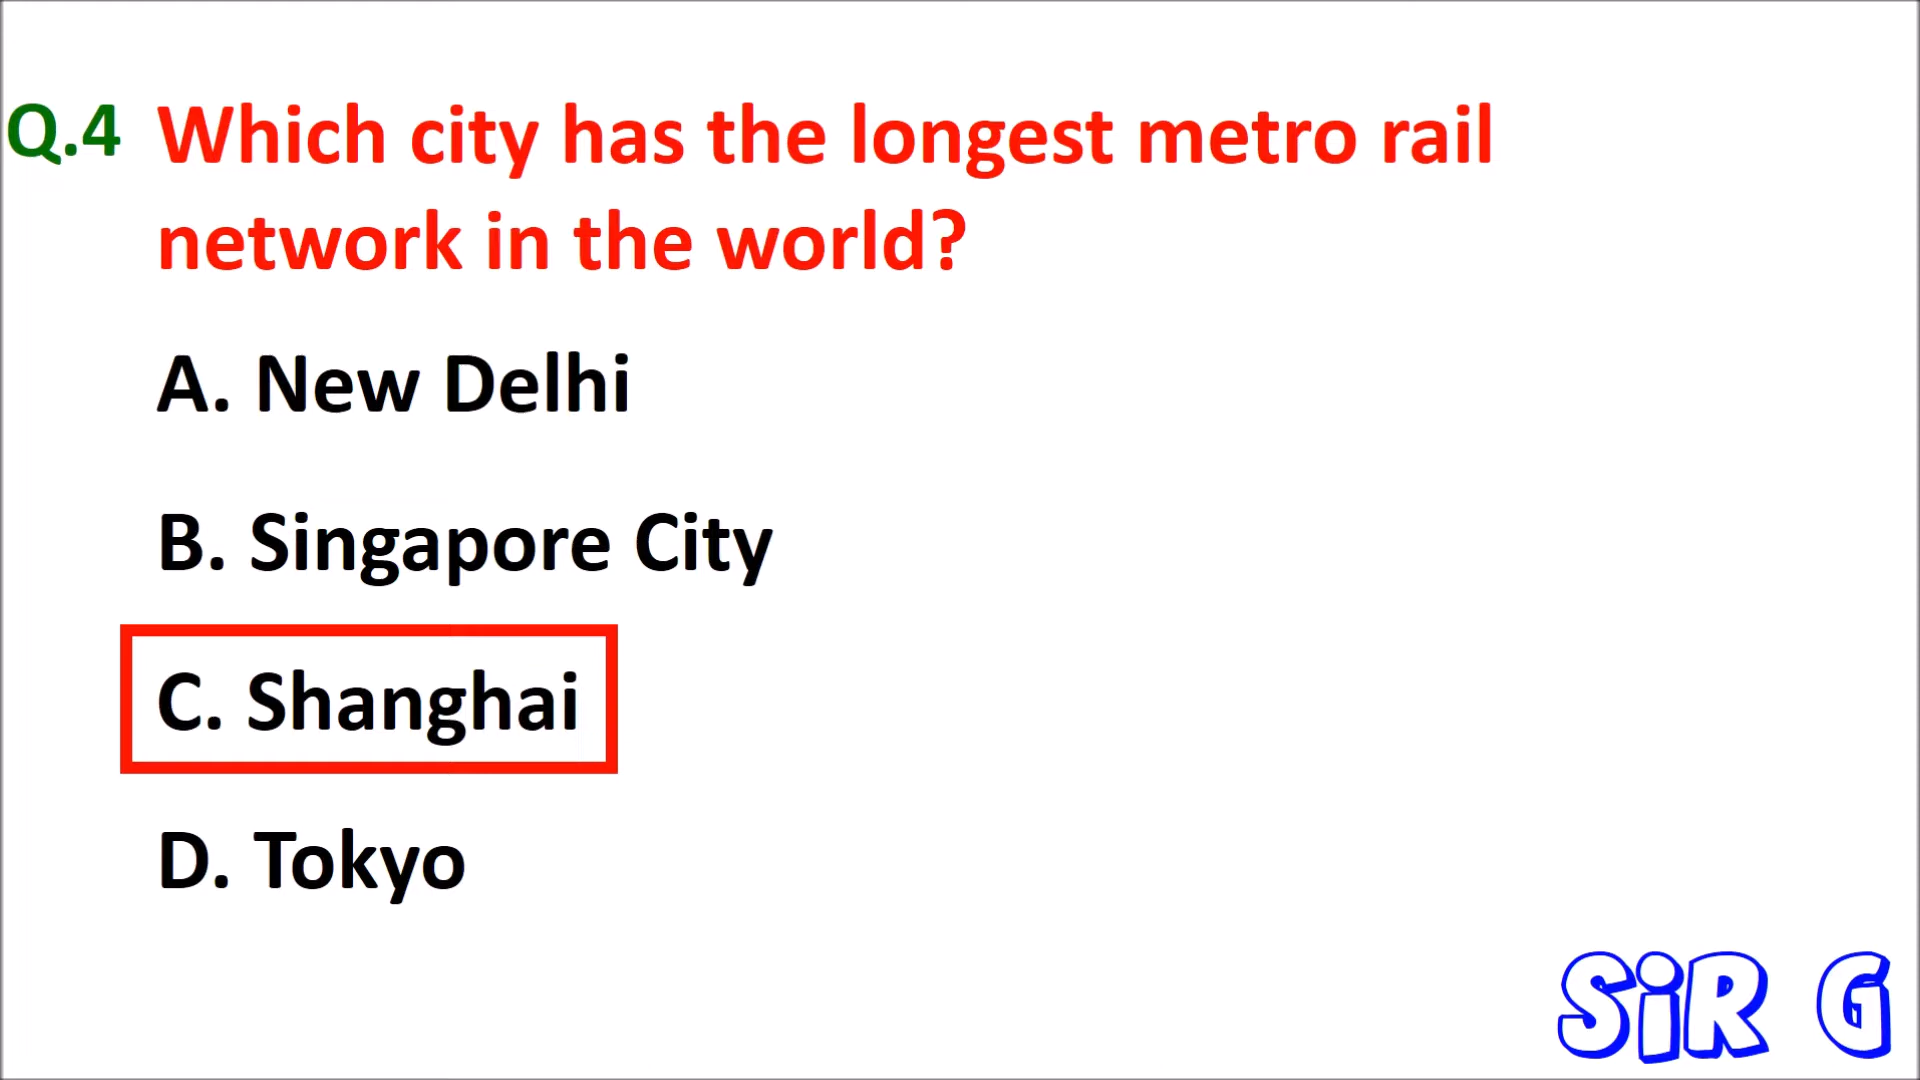 Q.4 Which city has the longest metro rail
network in the world?
A. New Delhi
B. Singapore City
C. Shanghai
D. Tokyo
SiR G